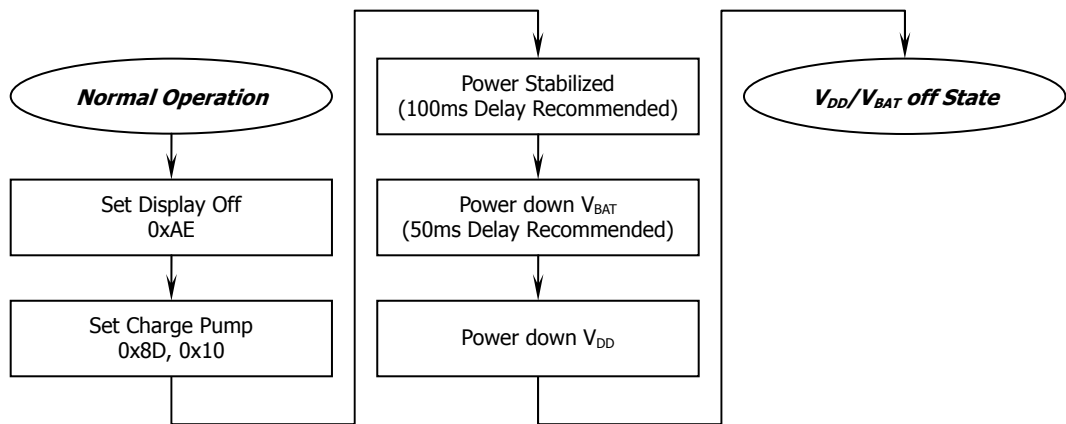 Normal Operation
Set Display Off
0xAE
Set Charge Pump
0x8D, 0x10
Power Stabilized
(100ms Delay Recommended)
Power down VBAT
(50ms Delay Recommended)
Power down VDD
VDD/VBAT off State